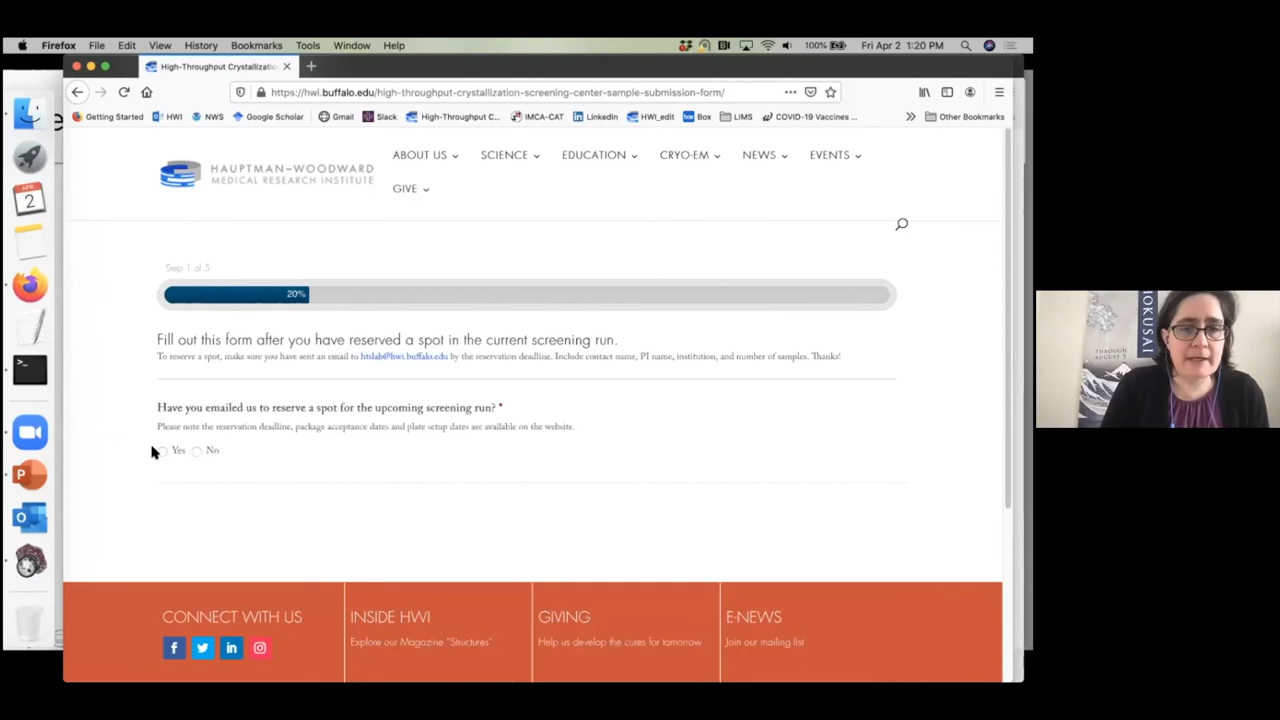 Firefox File Edit View History Bookmarks Tools Window Help 100% Fri Apr 2 1:20 PM
High-Throughput Crystallizatio
https://hwi.buffalo.edu/high-throughput-crystallization-screening-center-sample-submission-form/
Getting Started HWI NWS Google Scholar Gmail Slack High-Throughput C... IMCA-CAT LinkedIn HWI_edit Box LIMS COVID-19 Vaccines ... Other Bookmarks
HAUPTMAN~WOODWARD
MEDICAL RESEARCH INSTITUTE
ABOUT US SCIENCE EDUCATION CRYO-EM NEWS EVENTS
GIVE
Step 1 of 5
20%
Fill out this form after you have reserved a spot in the current screening run.
To reserve a spot, make sure you have sent an email to htslab@hwi.buffalo.edu by the reservation deadline. Include contact name, PI name, institution, and number of samples. Thanks!
Have you emailed us to reserve a spot for the upcoming screening run? *
Please note the reservation deadline, package acceptance dates and plate setup dates are available on the website.
Yes No
CONNECT WITH US
INSIDE HWI
Explore our Magazine "Structures"
GIVING
Help us develop the cures for tomorrow
E-NEWS
Join our mailing list
HOKUSAI
THROUGH
AUGUST 9